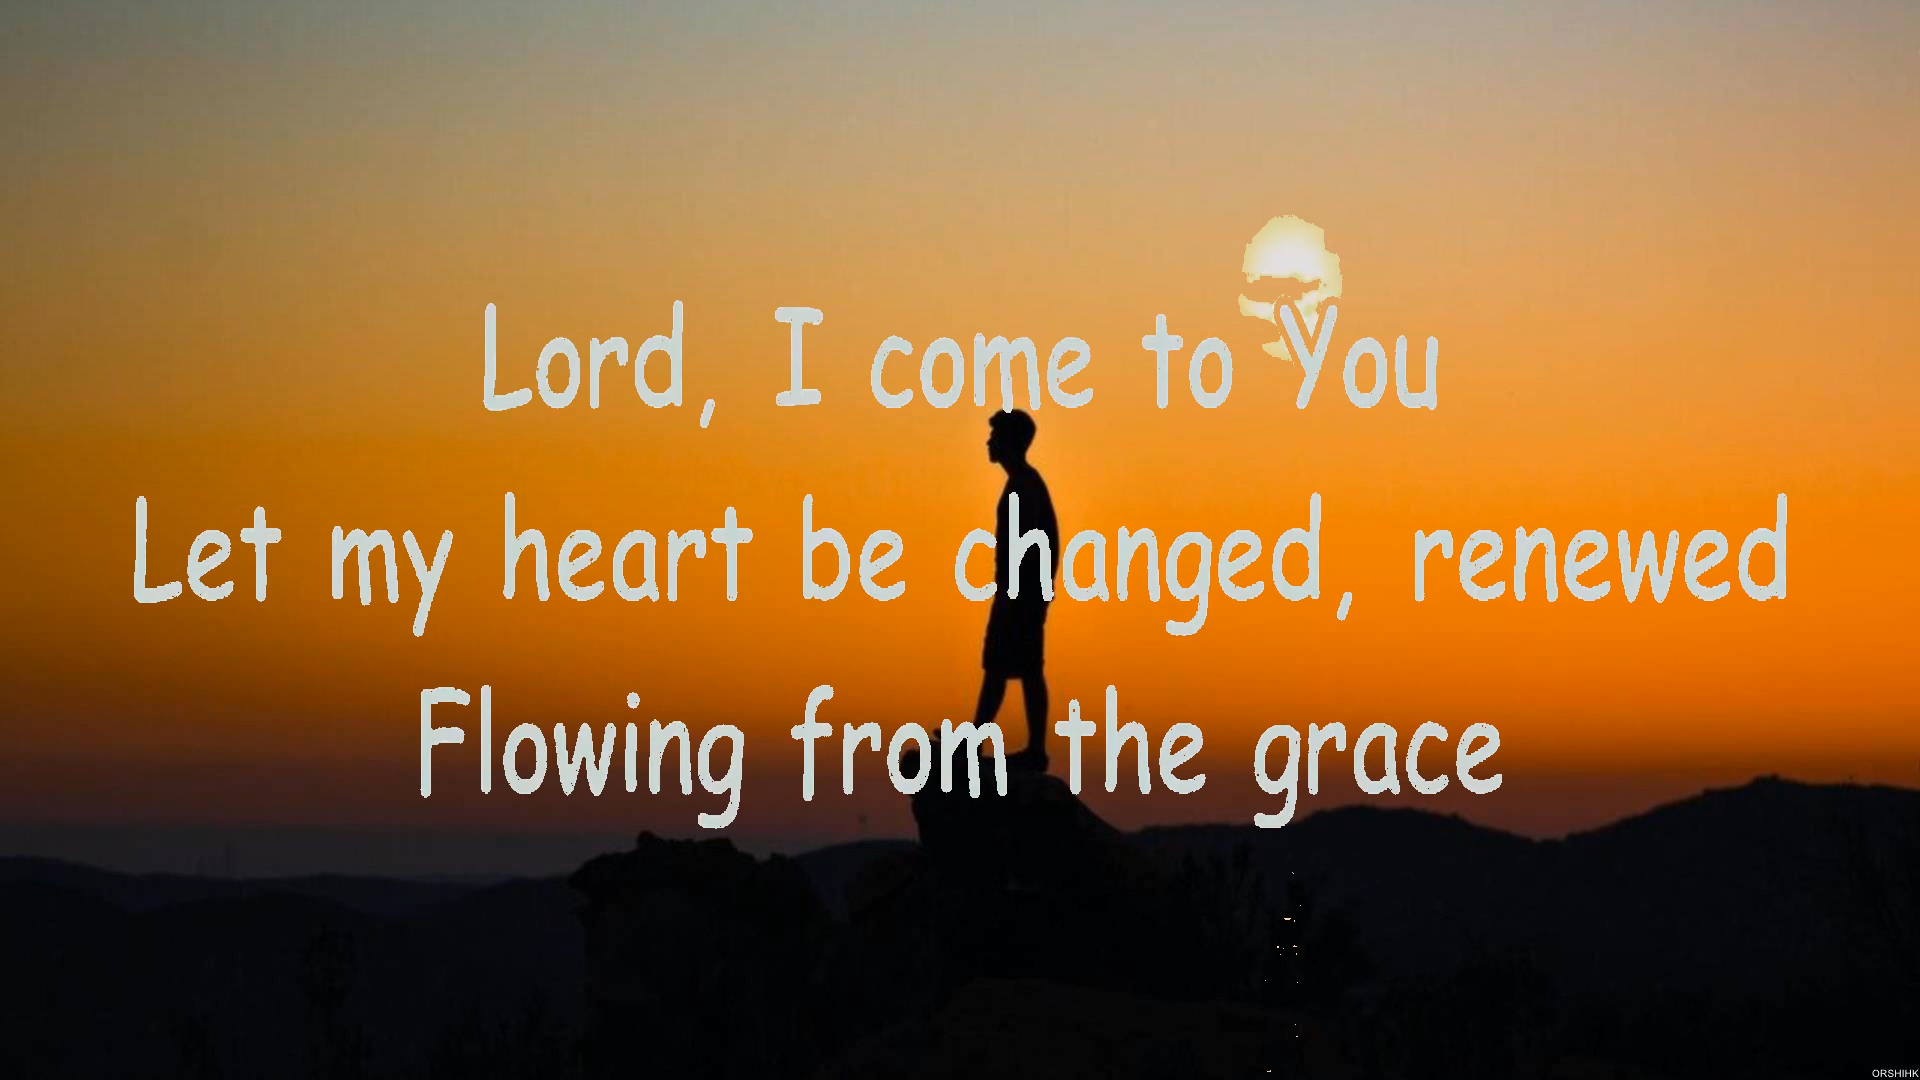 Lord, I come to You
Let my heart be changed, renewed
Flowing from the grace
ORSHIHK